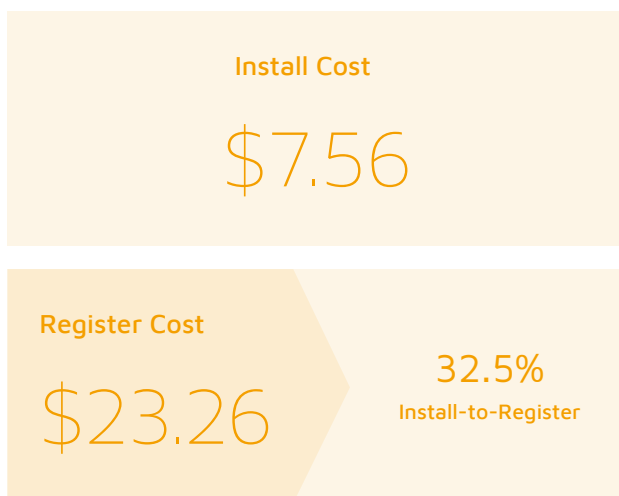 Install Cost
$7.56
Register Cost
$23.26
32.5%
Install-to-Register